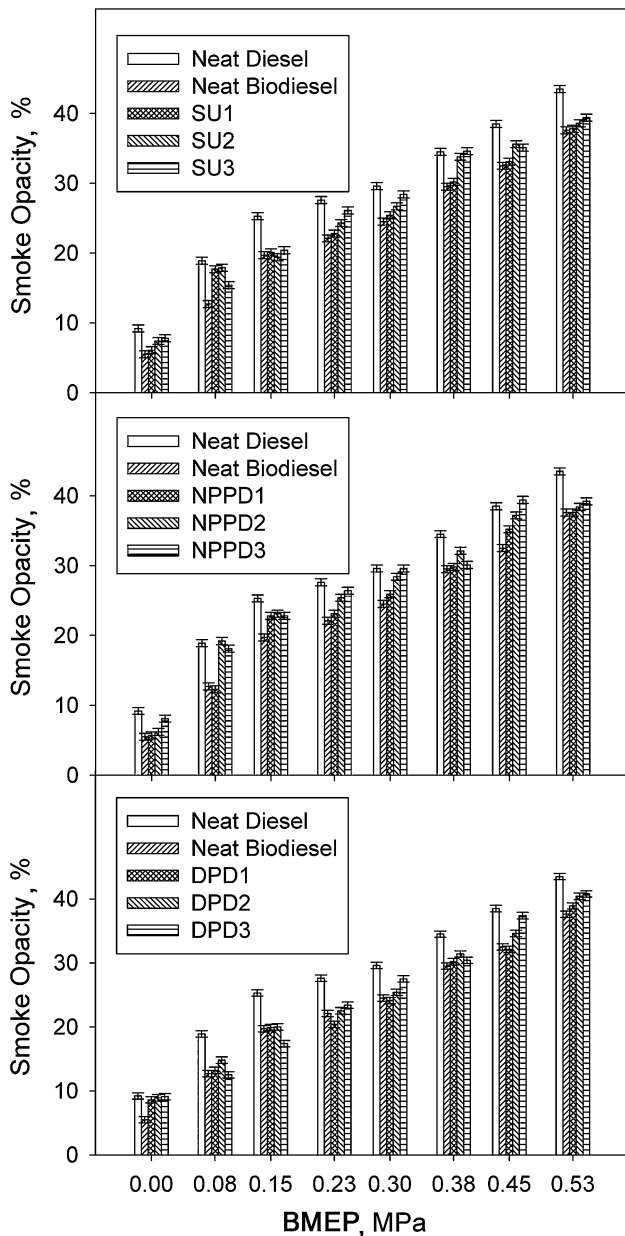 Smoke Opacity, %
40
30
20
10
0
Neat Diesel
Neat Biodiesel
SU1
SU2
SU3
Smoke Opacity, %
40
30
20
10
0
Neat Diesel
Neat Biodiesel
NPPD1
NPPD2
NPPD3
Smoke Opacity, %
40
30
20
10
0
Neat Diesel
Neat Biodiesel
DPD1
DPD2
DPD3
0.00 0.08 0.15 0.23 0.30 0.38 0.45 0.53
BMEP, MPa